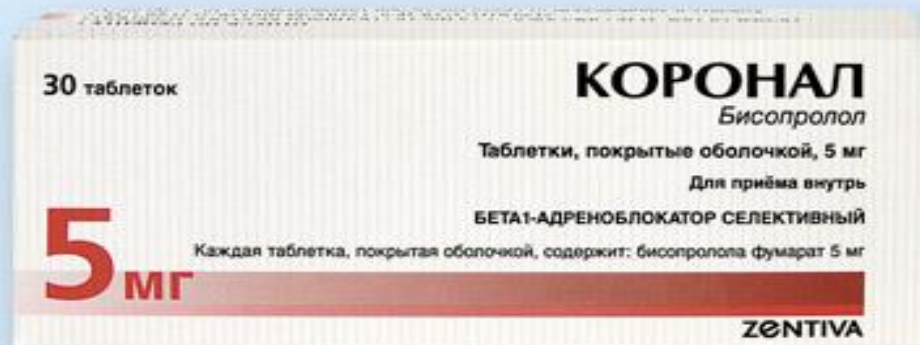 30 таблеток
КОРОНАЛ
Бисопролол
Таблетки, покрытые оболочкой, 5 мг
Для приёма внутрь
БЕТА1-АДРЕНОБЛОКАТОР СЕЛЕКТИВНЫЙ
Каждая таблетка, покрытая оболочкой, содержит: бисопролола фумарат 5 мг
5 мг
ZENTIVA